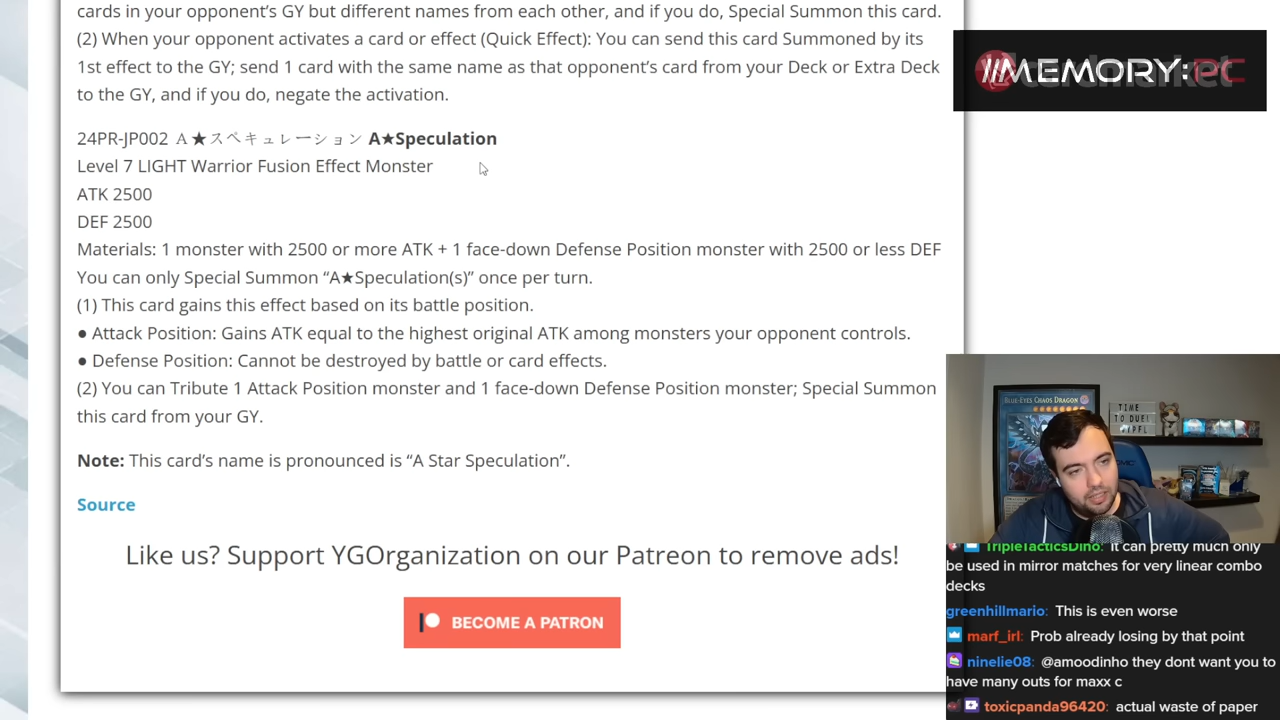 cards in your opponent's GY but different names from each other, and if you do, Special Summon this card.
(2) When your opponent activates a card or effect (Quick Effect): You can send this card Summoned by its
1st effect to the GY; send 1 card with the same name as that opponent's card from your Deck or Extra Deck
to the GY, and if you do, negate the activation.
24PR-JP002 Ａ★スペキュレーション A★Speculation
Level 7 LIGHT Warrior Fusion Effect Monster
ATK 2500
DEF 2500
Materials: 1 monster with 2500 or more ATK + 1 face-down Defense Position monster with 2500 or less DEF
You can only Special Summon “A★Speculation(s)” once per turn.
(1) This card gains this effect based on its battle position.
● Attack Position: Gains ATK equal to the highest original ATK among monsters your opponent controls.
● Defense Position: Cannot be destroyed by battle or card effects.
(2) You can Tribute 1 Attack Position monster and 1 face-down Defense Position monster; Special Summon
this card from your GY.
Note: This card's name is pronounced is “A Star Speculation”.
Source
Like us? Support YGOrganization on our Patreon to remove ads!
BECOME A PATRON
MEMORY:PC
BLUE-EYES CHAOS DRAGON
TIME
TO DUEL
TripleTacticsDino: It can pretty much only
be used in mirror matches for very linear combo
decks
greenhillmario: This is even worse
marf_irl: Prob already losing by that point
ninelie08: @amoodinho they dont want you to
have many outs for maxx c
toxicpanda96420: actual waste of paper